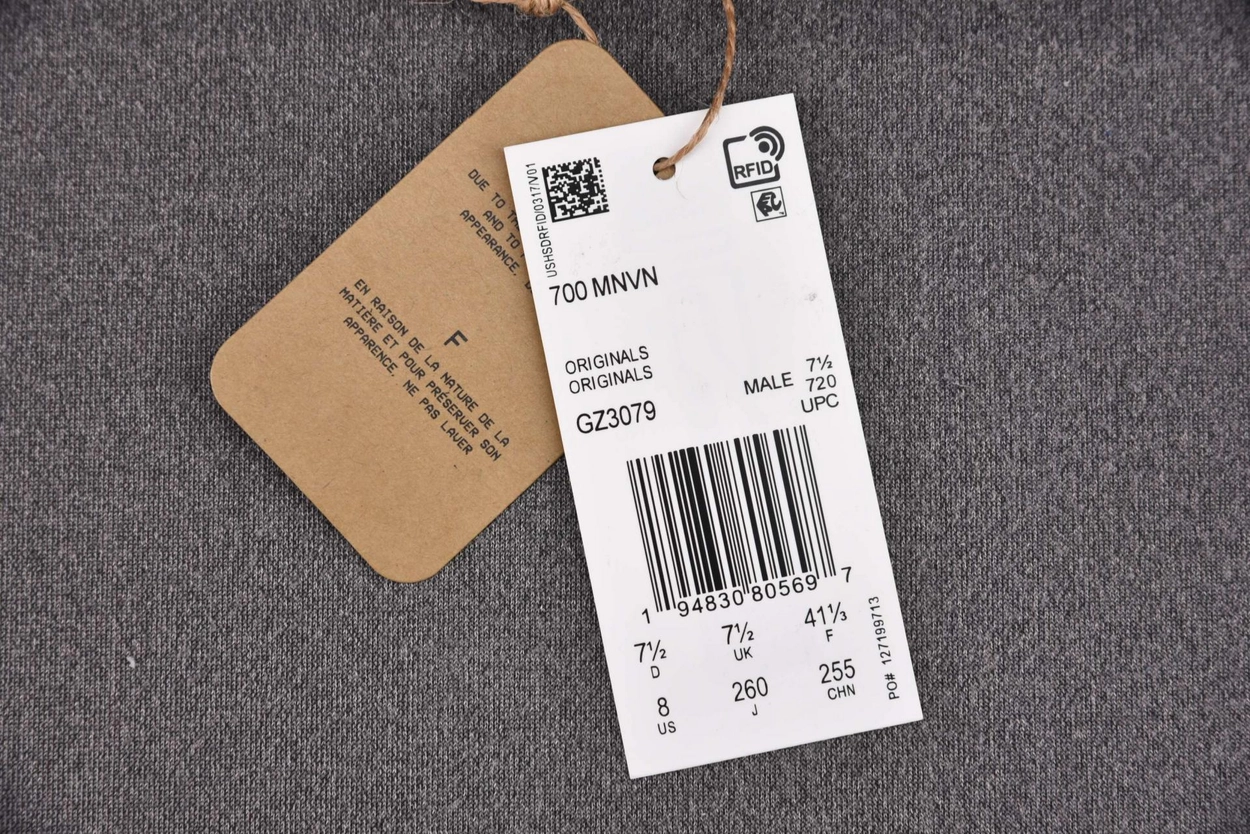 DUE TO
AND TO
APPEARANCE.
F
EN RAISON DE LA NATURE DE LA
MATIÈRE ET POUR PRÉSERVER SON
APPARENCE. NE PAS LAVER
USHSDRFID/0317/V01
RFID
700 MNVN
ORIGINALS
ORIGINALS
MALE 7½
720
GZ3079
UPC
1 94830 80569 7
7½ 7½ 41⅓
D UK F
8 260 255
US J CHN
PO# 127199713